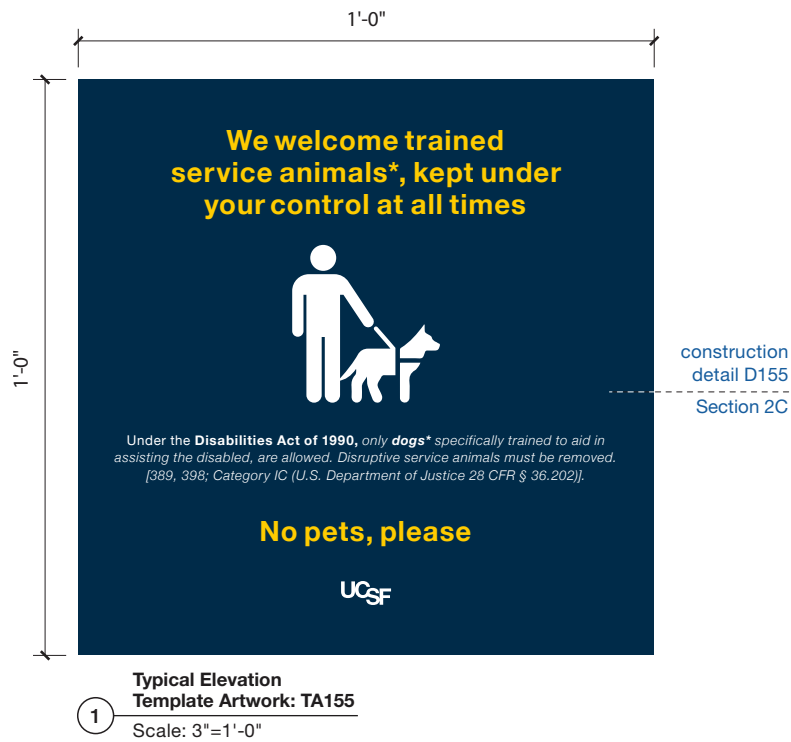 1'-0"
We welcome trained
service animals*, kept under
your control at all times
1'-0"
construction
detail D155
Section 2C
Under the Disabilities Act of 1990, only dogs* specifically trained to aid in
assisting the disabled, are allowed. Disruptive service animals must be removed.
[389, 398; Category IC (U.S. Department of Justice 28 CFR § 36.202)].
No pets, please
UCSF
1
Typical Elevation
Template Artwork: TA155
Scale: 3"=1'-0"